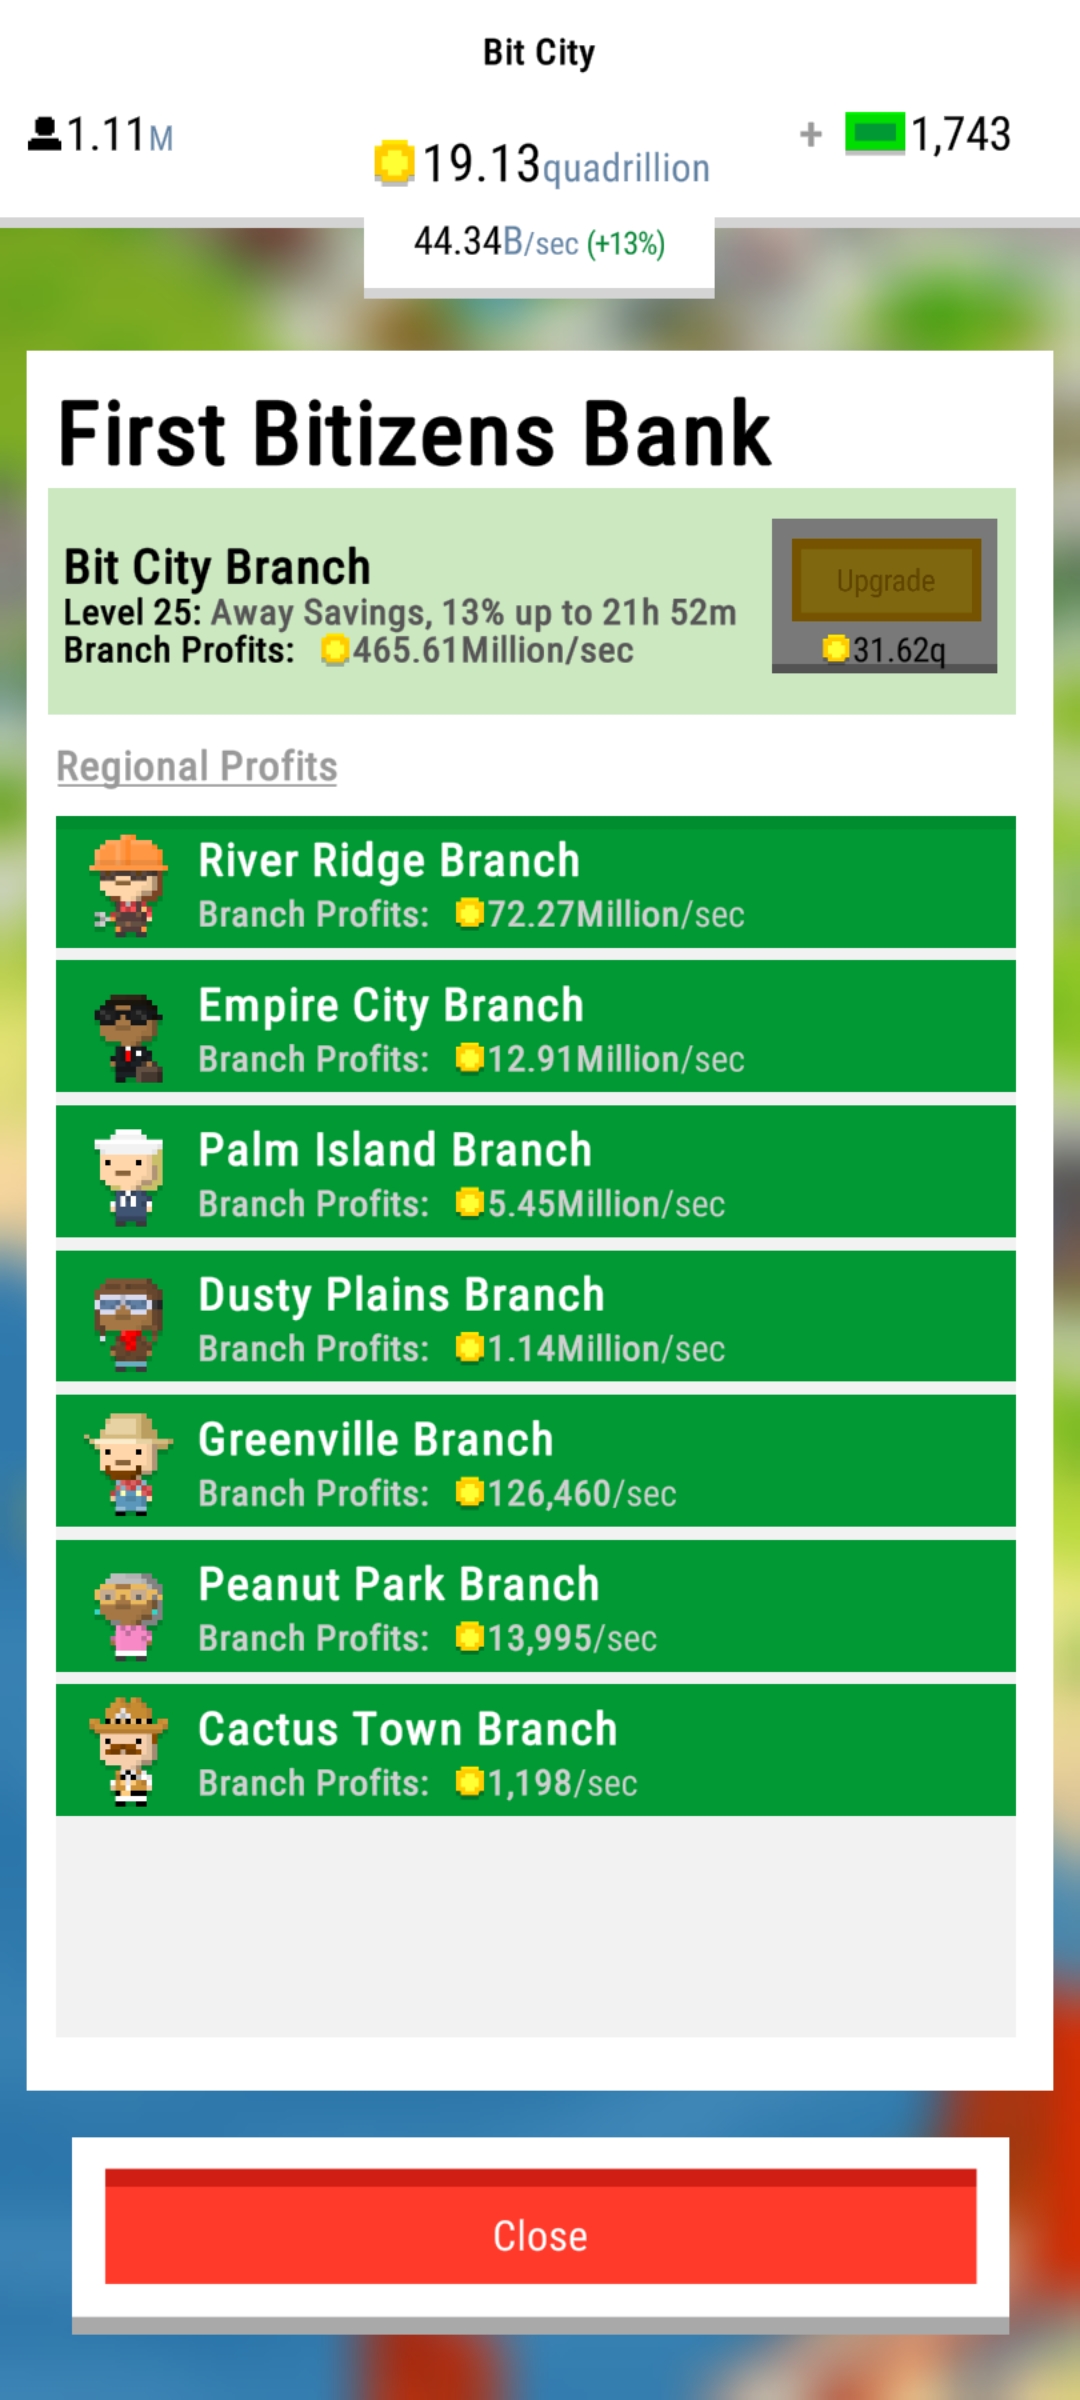 Bit City
1.11M
19.13quadrillion
+ 1,743
44.34B/sec (+13%)
First Bitizens Bank
Bit City Branch
Level 25: Away Savings, 13% up to 21h 52m
Branch Profits: 465.61Million/sec
Upgrade
31.62q
Regional Profits
River Ridge Branch
Branch Profits: 72.27Million/sec
Empire City Branch
Branch Profits: 12.91Million/sec
Palm Island Branch
Branch Profits: 5.45Million/sec
Dusty Plains Branch
Branch Profits: 1.14Million/sec
Greenville Branch
Branch Profits: 126,460/sec
Peanut Park Branch
Branch Profits: 13,995/sec
Cactus Town Branch
Branch Profits: 1,198/sec
Close